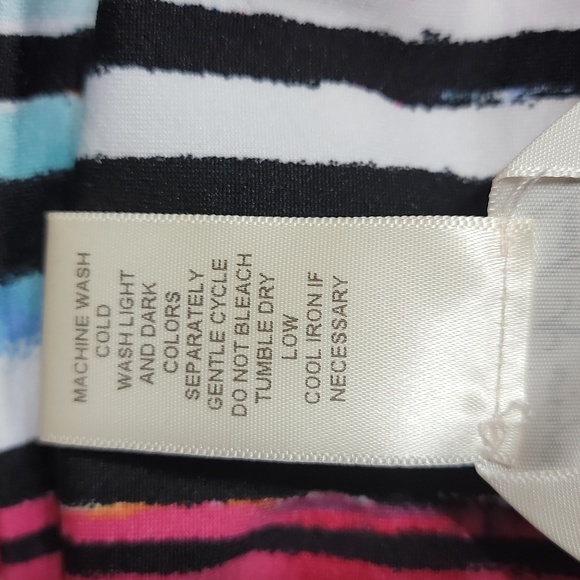 MACHINE WASH
COLD
WASH LIGHT
AND DARK
COLORS
SEPARATELY
GENTLE CYCLE
DO NOT BLEACH
TUMBLE DRY
LOW
COOL IRON IF
NECESSARY